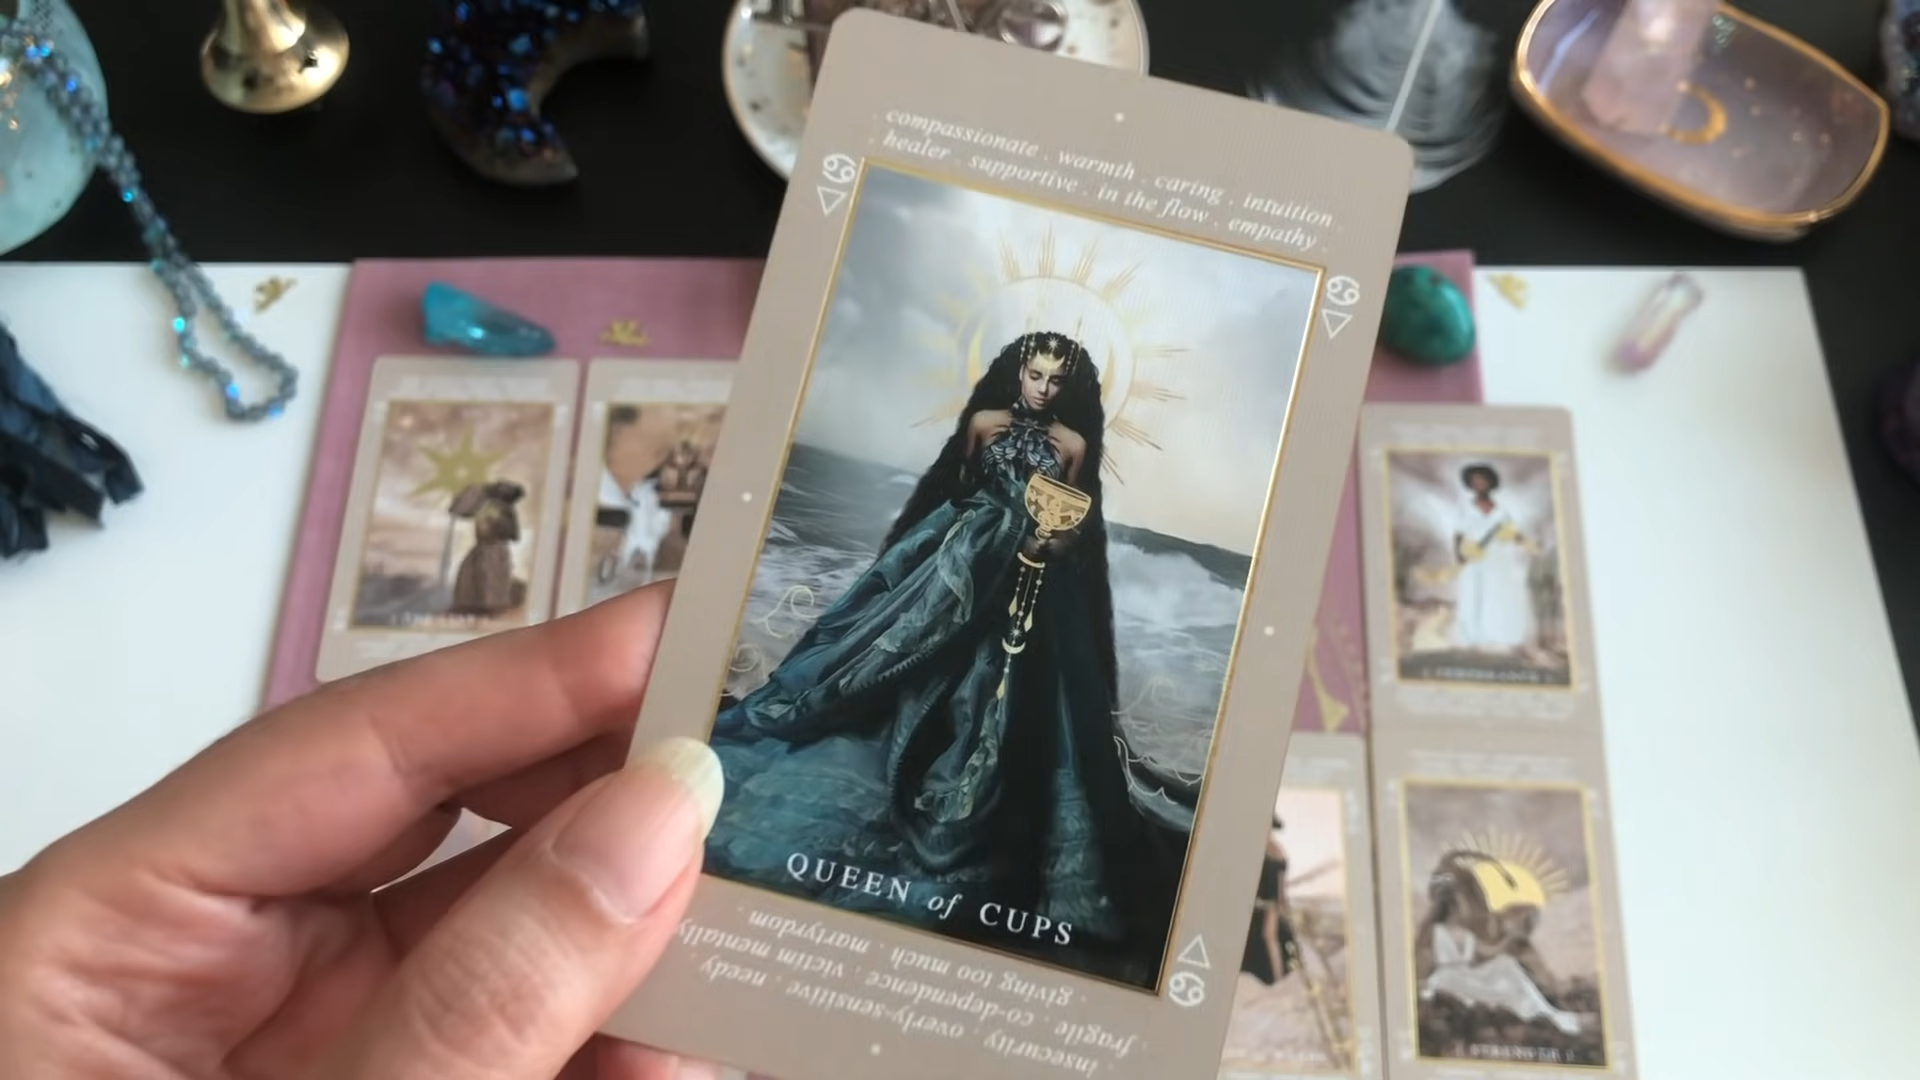 . compassionate . warmth . caring . intuition .
. healer . supportive . in the flow . empathy .
QUEEN of CUPS
. insecurity . overly-sensitive . needy .
. fragile . co-dependence . victim mentally
. giving too much . martyrdom .